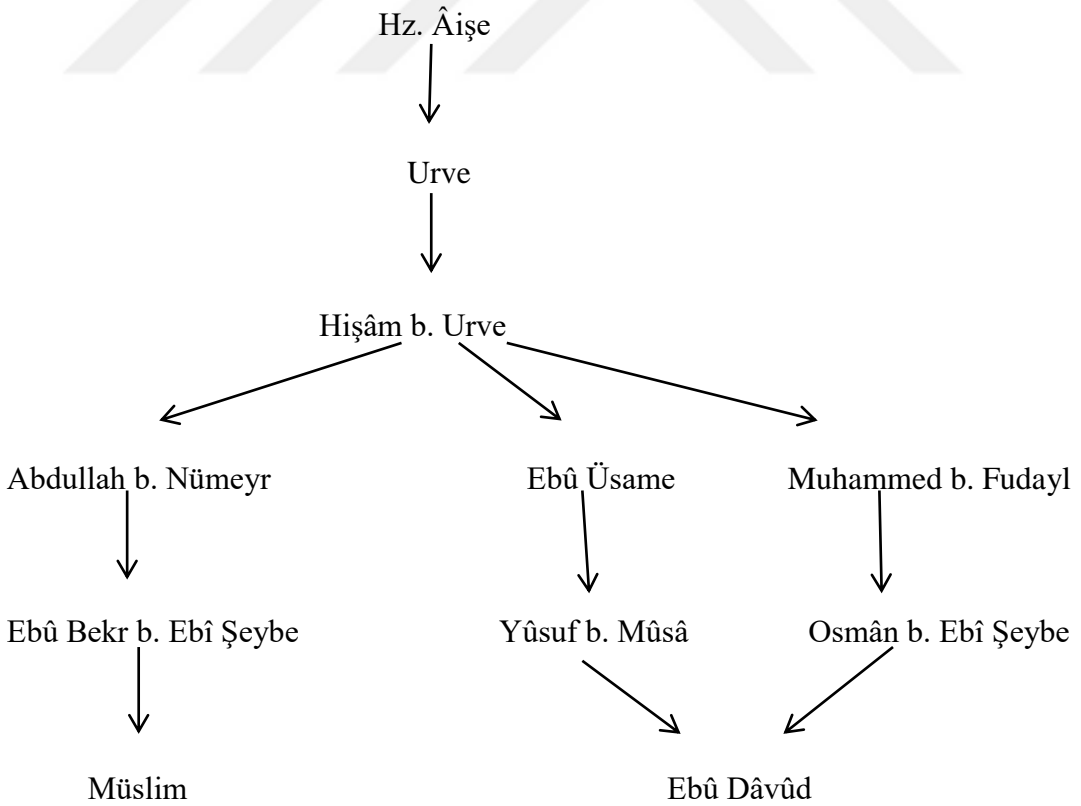 Hz. Âişe
Urve
Hişâm b. Urve
Abdullah b. Nümeyr Ebû Üsame Muhammed b. Fudayl
Ebû Bekr b. Ebî Şeybe Yûsuf b. Mûsâ Osmân b. Ebî Şeybe
Müslim Ebû Dâvûd